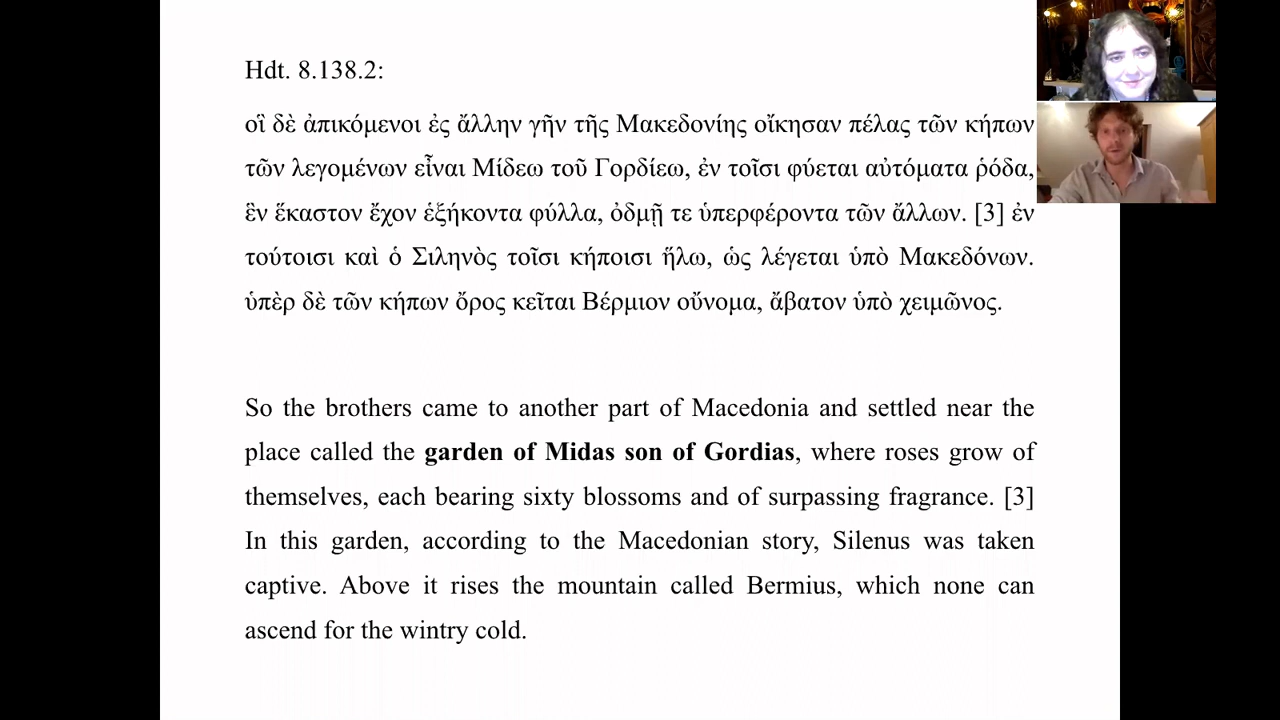 Hdt. 8.138.2:
οἳ δὲ ἀπικόμενοι ἐς ἄλλην γῆν τῆς Μακεδονίης οἴκησαν πέλας τῶν κήπων
τῶν λεγομένων εἶναι Μίδεω τοῦ Γορδίεω, ἐν τοῖσι φύεται αὐτόματα ῥόδα,
ἓν ἕκαστον ἔχον ἑξήκοντα φύλλα, ὀδμῇ τε ὑπερφέροντα τῶν ἄλλων. [3] ἐν
τούτοισι καὶ ὁ Σιληνὸς τοῖσι κήποισι ἥλω, ὡς λέγεται ὑπὸ Μακεδόνων.
ὑπὲρ δὲ τῶν κήπων ὄρος κεῖται Βέρμιον οὔνομα, ἄβατον ὑπὸ χειμῶνος.
So the brothers came to another part of Macedonia and settled near the
place called the garden of Midas son of Gordias, where roses grow of
themselves, each bearing sixty blossoms and of surpassing fragrance. [3]
In this garden, according to the Macedonian story, Silenus was taken
captive. Above it rises the mountain called Bermius, which none can
ascend for the wintry cold.